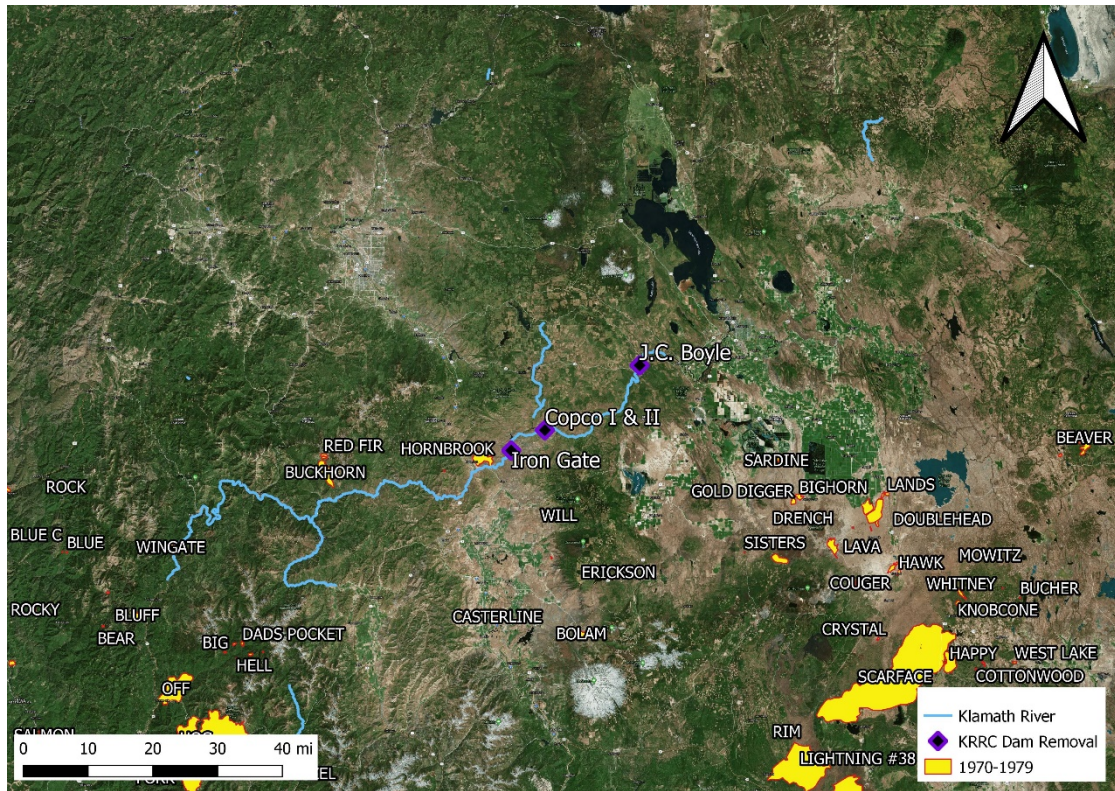 J.C. Boyle
Copco I & II
RED FIR
HORNBROOK
Iron Gate
BUCKHORN
BEAVER
SARDINE
ROCK
GOLD DIGGER
BIGHORN
LANDS
WILL
DRENCH
DOUBLEHEAD
BLUE C
BLUE
WINGATE
SISTERS
LAVA
MOWITZ
HAWK
ERICKSON
COUGER
WHITNEY
BUCHER
ROCKY
BLUFF
CASTERLINE
KNOBCONE
BEAR
BIG
DADS POCKET
BOLAM
CRYSTAL
HELL
HAPPY
WEST LAKE
SCARFACE
COTTONWOOD
OFF
Klamath River
KRRC Dam Removal
1970-1979
SALMON
HOG
RIM
LIGHTNING #38
0 10 20 30 40 mi